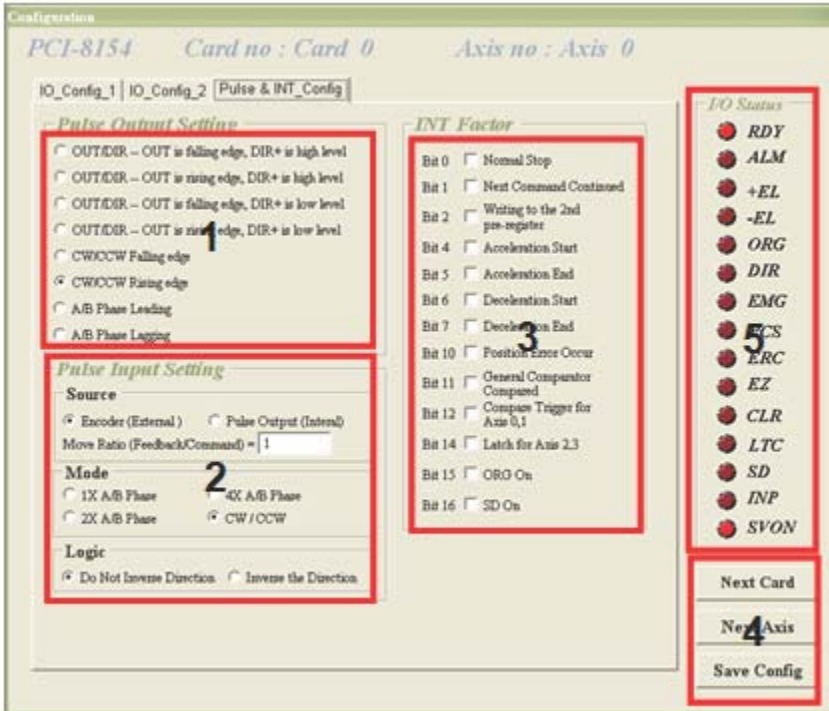 Configuration
PCI-8154 Card no : Card 0 Axis no : Axis 0
IO_Config_1 IO_Config_2 Pulse & INT_Config
Pulse Output Setting
OUT/DIR -- OUT is falling edge, DIR+ is high level
OUT/DIR -- OUT is rising edge, DIR+ is high level
OUT/DIR -- OUT is falling edge, DIR+ is low level
OUT/DIR -- OUT is rising edge, DIR+ is low level
1
CW/CCW Falling edge
CW/CCW Rising edge
A/B Phase Leading
A/B Phase Lagging
Pulse Input Setting
Source
Encoder (External ) Pulse Output (Interal)
Move Ratio (Feedback/Command) = 1
Mode
1X A/B Phase 4X A/B Phase
2
2X A/B Phase CW / CCW
Logic
Do Not Inverse Direction Inverse the Direction
INT Factor
Bit 0 Normal Stop
Bit 1 Next Command Continued
Bit 2 Writing to the 2nd
pre-register
Bit 4 Acceleration Start
Bit 5 Acceleration End
Bit 6 Deceleration Start
Bit 7 Deceleration End
3
Bit 10 Position Error Occur
Bit 11 General Comparator
Compared
Bit 12 Compare Trigger for
Axis 0,1
Bit 14 Latch for Axis 2,3
Bit 15 ORG On
Bit 16 SD On
I/O Status
RDY
ALM
+EL
-EL
ORG
DIR
EMG
PCS
5
ERC
EZ
CLR
LTC
SD
INP
SVON
Next Card
Next Axis
4
Save Config